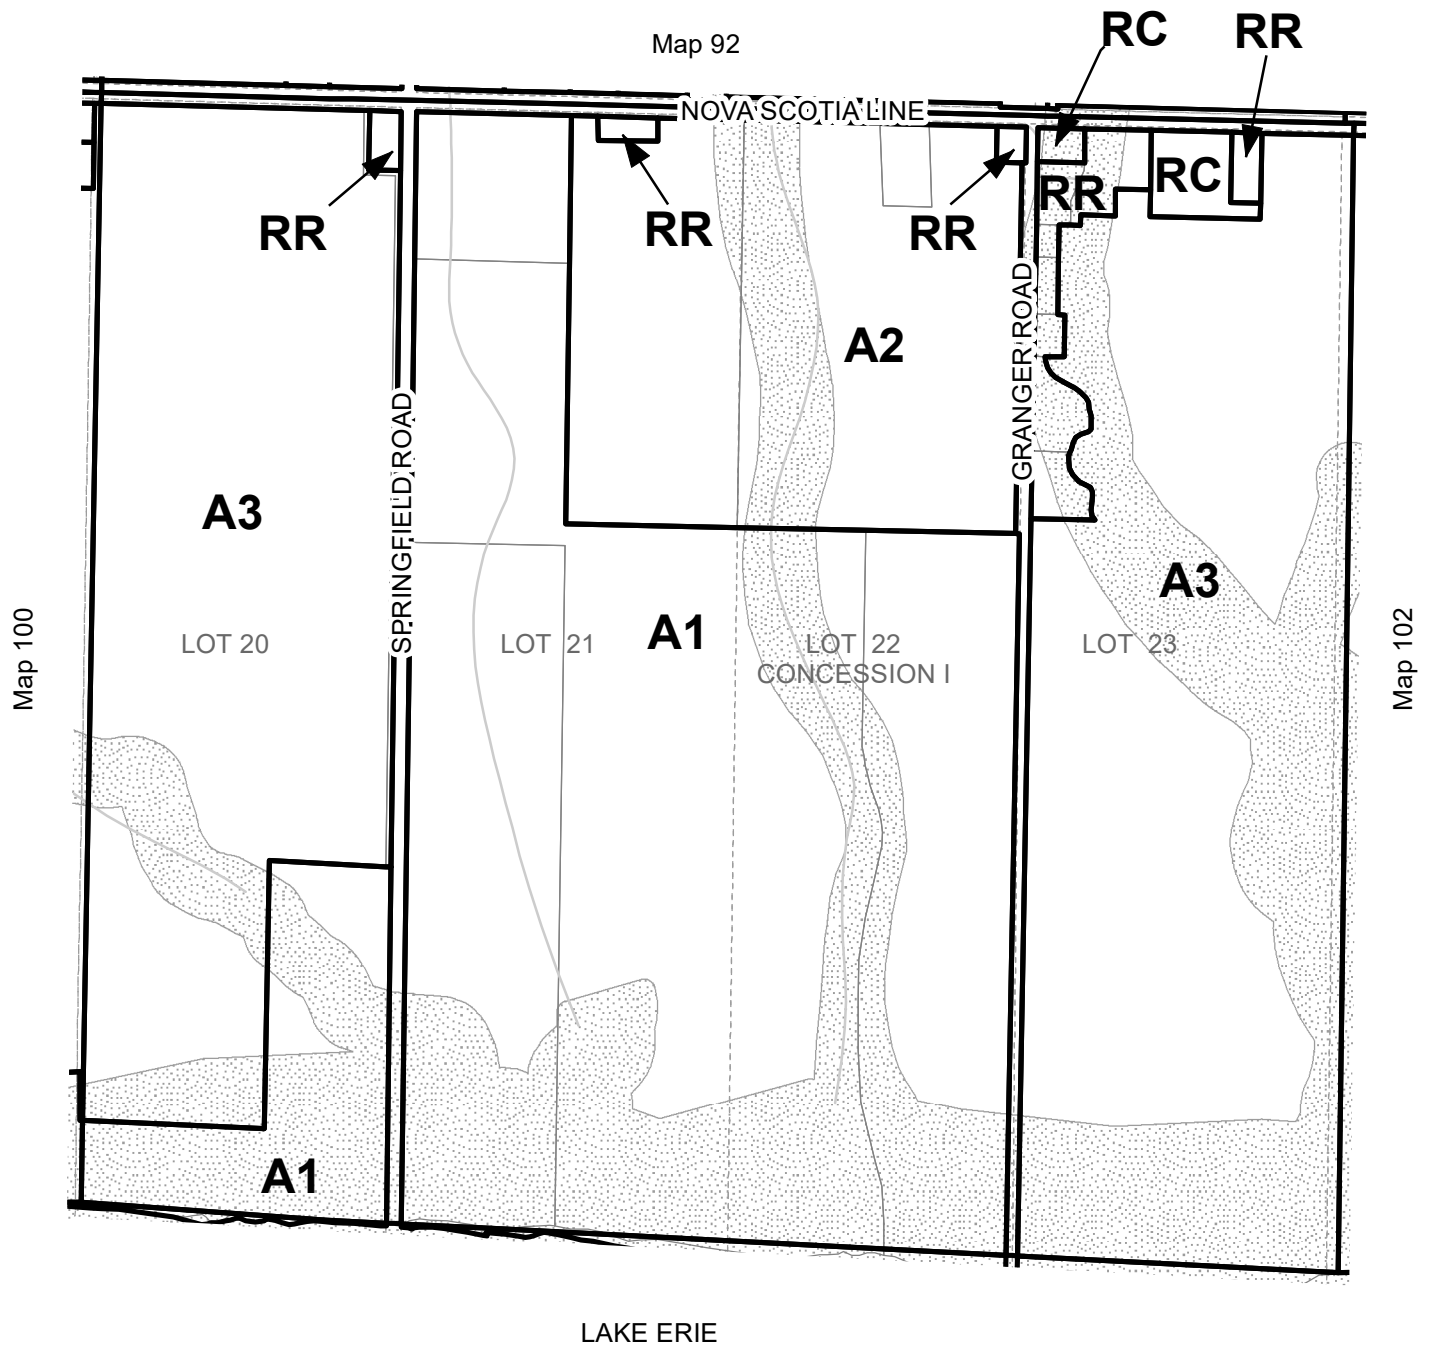 RC
RR
Map 92
NOVA SCOTIA LINE
RR
RC
RR
RR
RR
A2
GRANGER ROAD
SPRINGFIELD ROAD
A3
A3
Map 100
LOT 20
LOT 21
A1
LOT 22
CONCESSION I
LOT 23
Map 102
A1
LAKE ERIE